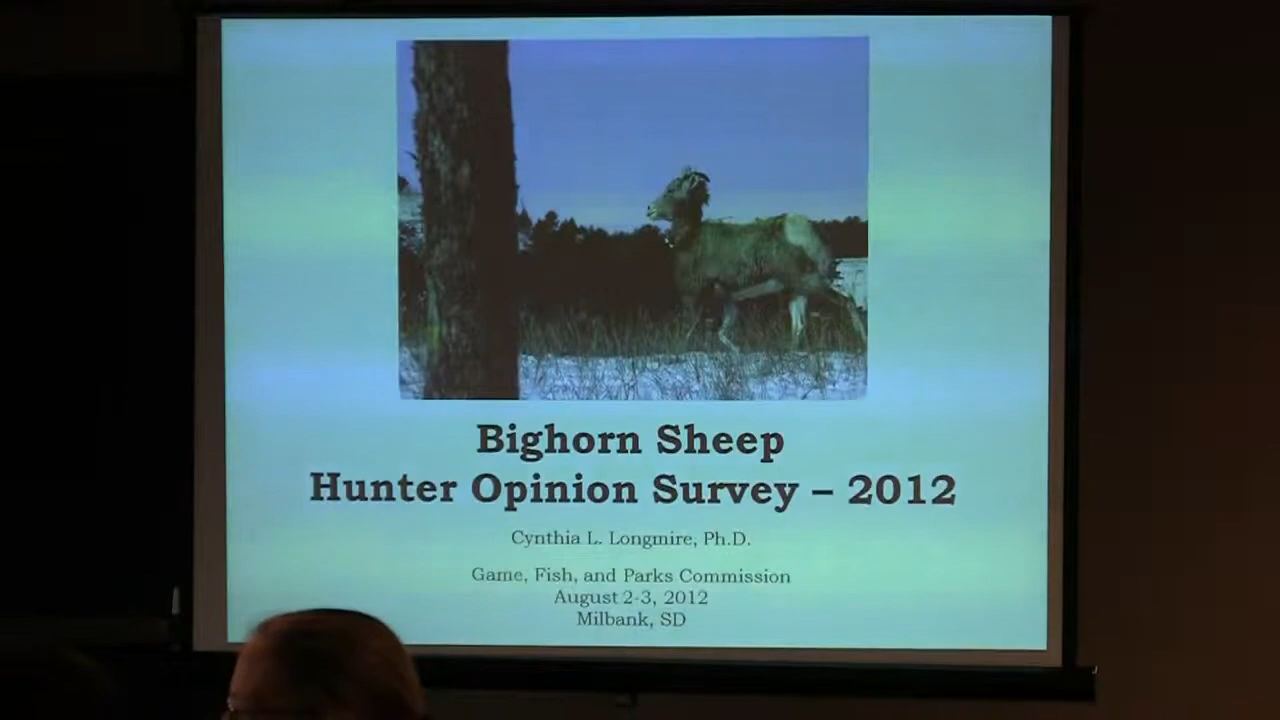 Bighorn Sheep
Hunter Opinion Survey – 2012
Cynthia L. Longmire, Ph.D.
Game, Fish, and Parks Commission
August 2-3, 2012
Milbank, SD